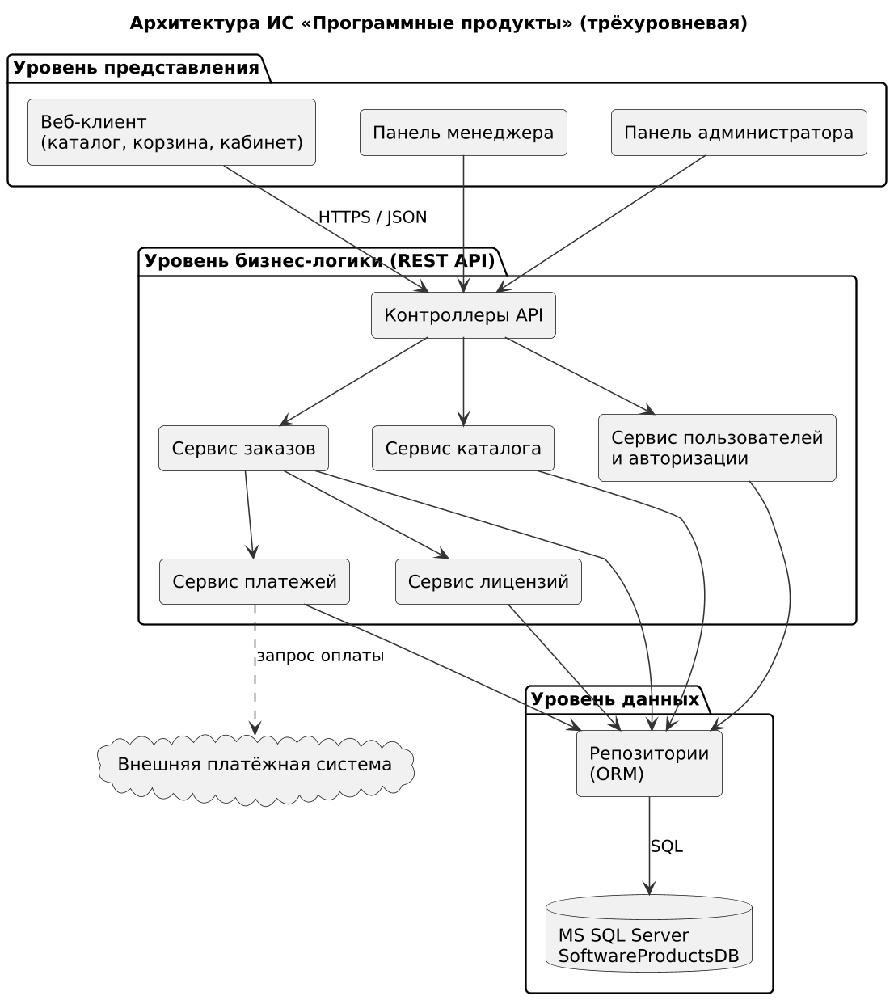 Архитектура ИС «Программные продукты» (трёхуровневая)
Уровень представления
Веб-клиент
(каталог, корзина, кабинет)
Панель менеджера
Панель администратора
HTTPS / JSON
Уровень бизнес-логики (REST API)
Контроллеры API
Сервис заказов
Сервис каталога
Сервис пользователей
и авторизации
Сервис платежей
Сервис лицензий
запрос оплаты
Уровень данных
Внешняя платёжная система
Репозитории
(ORM)
SQL
MS SQL Server
SoftwareProductsDB